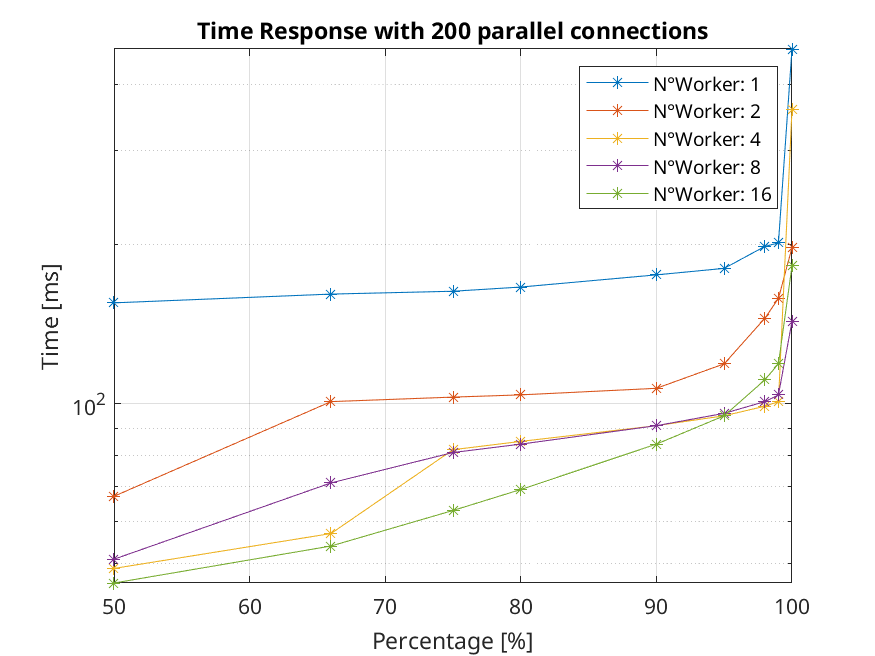 Time Response with 200 parallel connections
N°Worker: 1
N°Worker: 2
N°Worker: 4
N°Worker: 8
N°Worker: 16
Time [ms]
10²
50 60 70 80 90 100
Percentage [%]